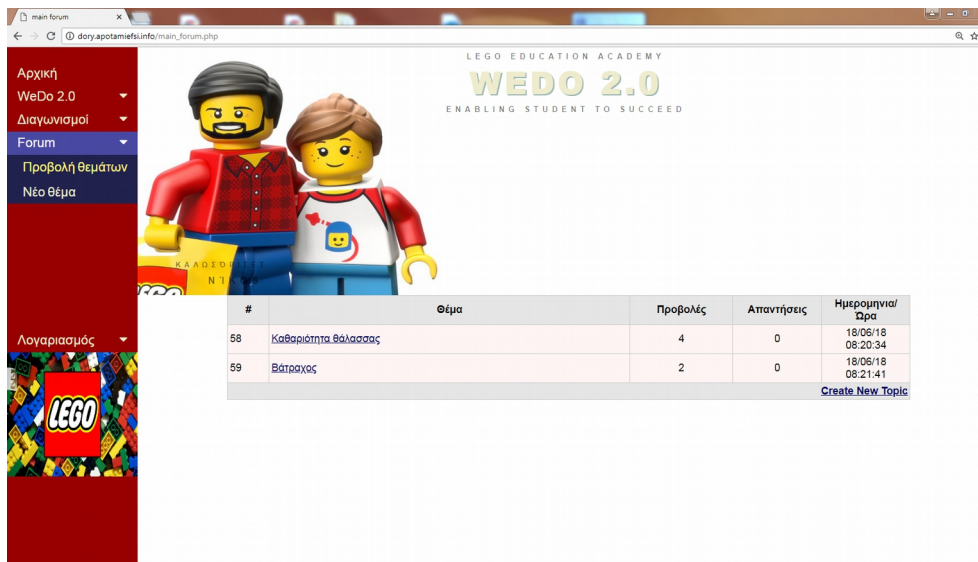 main forum
dory.apotamiefsi.info/main_forum.php
Αρχική
WeDo 2.0
Διαγωνισμοί
Forum
Προβολή θεμάτων
Νέο θέμα
Λογαριασμός
LEGO
LEGO EDUCATION ACADEMY
WEDO 2.0
ENABLING STUDENT TO SUCCEED
# Θέμα Προβολές Απαντήσεις Ημερομηνια/
Ώρα
58 Καθαριότητα θάλασσας 4 0 18/06/18
08:20:34
59 Βάτραχος 2 0 18/06/18
08:21:41
Create New Topic